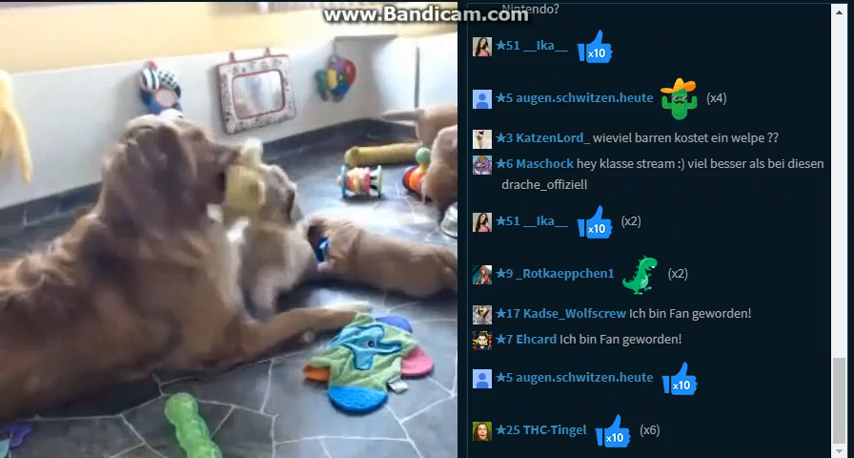 www.Bandicam.com
Nintendo?
★51 __Ika__ x10
★5 augen.schwitzen.heute (x4)
★3 KatzenLord_ wieviel barren kostet ein welpe ??
★6 Maschock hey klasse stream :) viel besser als bei diesen
drache_offiziell
★51 __Ika__ x10 (x2)
★9 _Rotkaeppchen1 (x2)
★17 Kadse_Wolfscrew Ich bin Fan geworden!
★7 Ehcard Ich bin Fan geworden!
★5 augen.schwitzen.heute x10
★25 THC-Tingel x10 (x6)